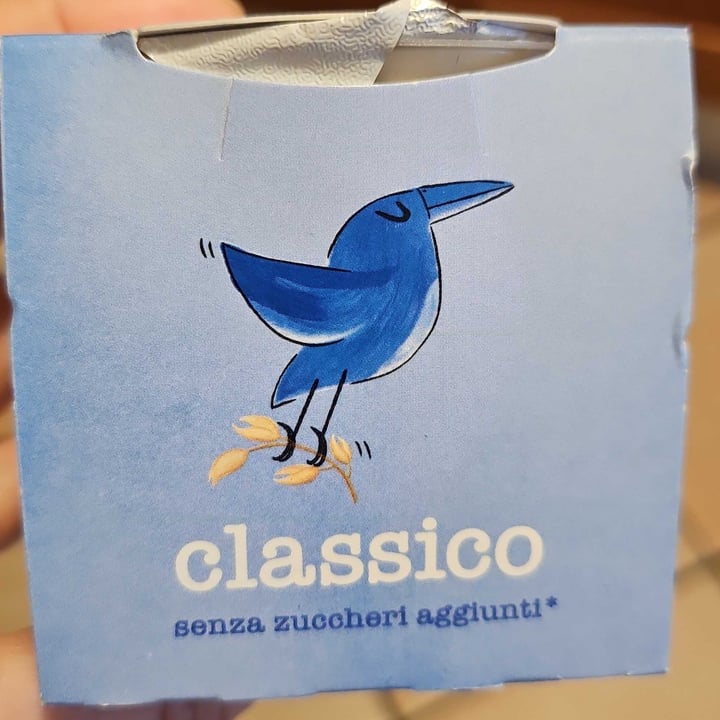 classico
senza zuccheri aggiunti*